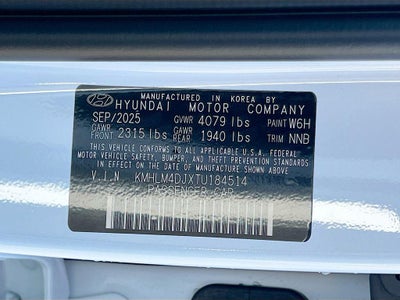 MANUFACTURED IN KOREA BY
HYUNDAI MOTOR COMPANY
SEP/2025 GVWR 4079 lbs PAINT W6H
GAWR FRONT 2315 lbs GAWR REAR 1940 lbs TRIM NNB
THIS VEHICLE CONFORMS TO ALL APPLICABLE U.S.A. FEDERAL
MOTOR VEHICLE SAFETY, BUMPER, AND THEFT PREVENTION STANDARDS
IN EFFECT ON THE DATE OF MANUFACTURE SHOWN ABOVE.
V.I.N KMHLM4DJXTU184514
PASSENGER CAR